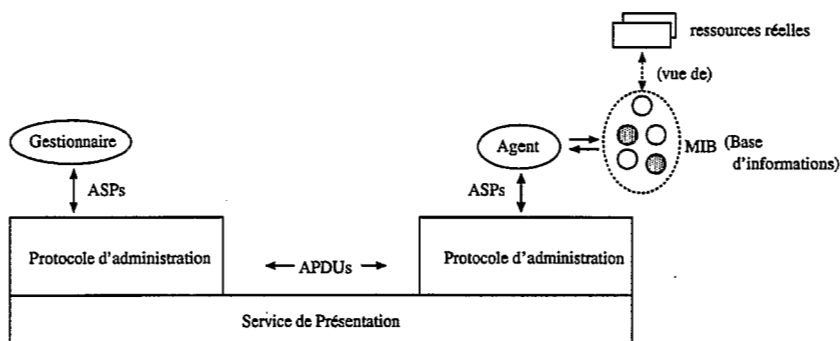 ressources réelles
(vue de)
Gestionnaire
Agent
MIB (Base
d'informations)
ASPs
ASPs
Protocole d'administration
APDUs
Protocole d'administration
Service de Présentation